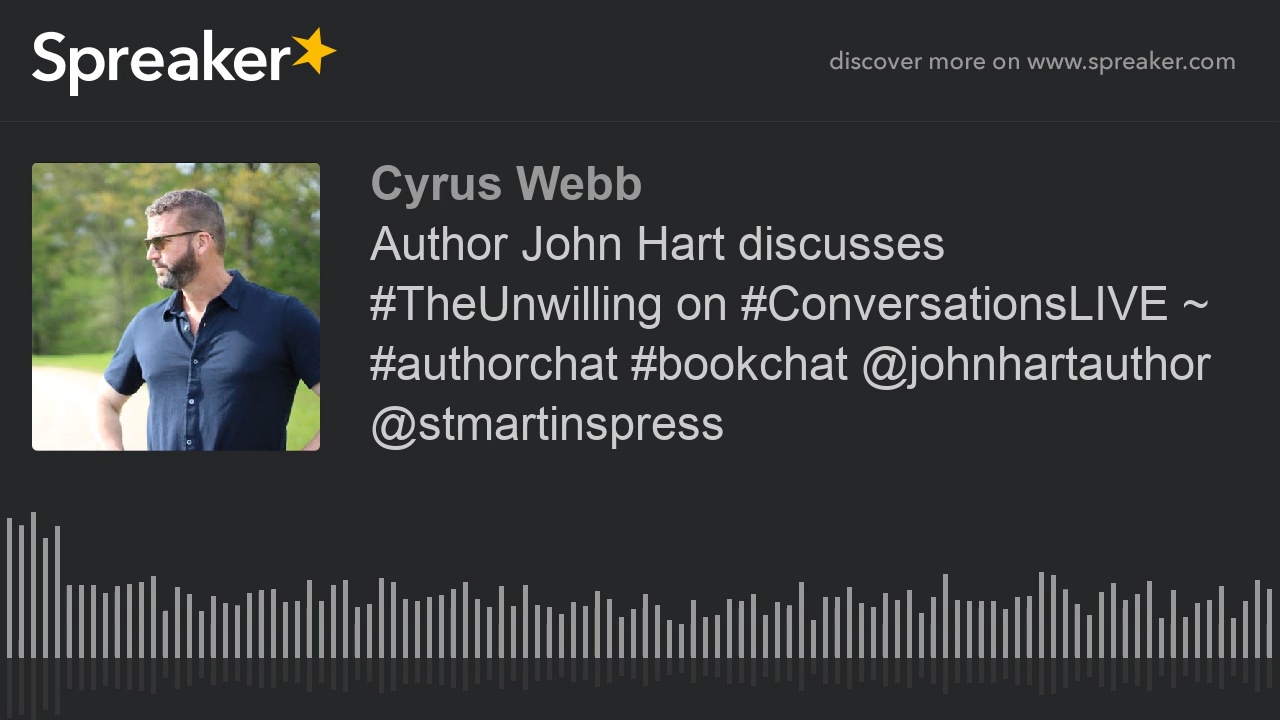 Spreaker
discover more on www.spreaker.com
Cyrus Webb
Author John Hart discusses
#TheUnwilling on #ConversationsLIVE ~
#authorchat #bookchat @johnhartauthor
@stmartinspress